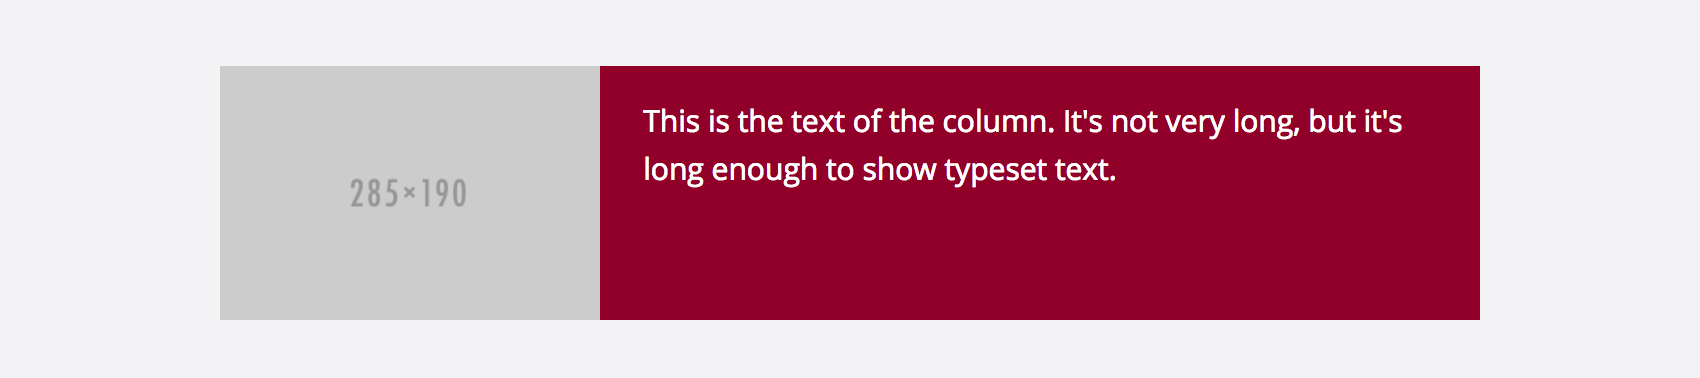 285×190
This is the text of the column. It's not very long, but it's
long enough to show typeset text.